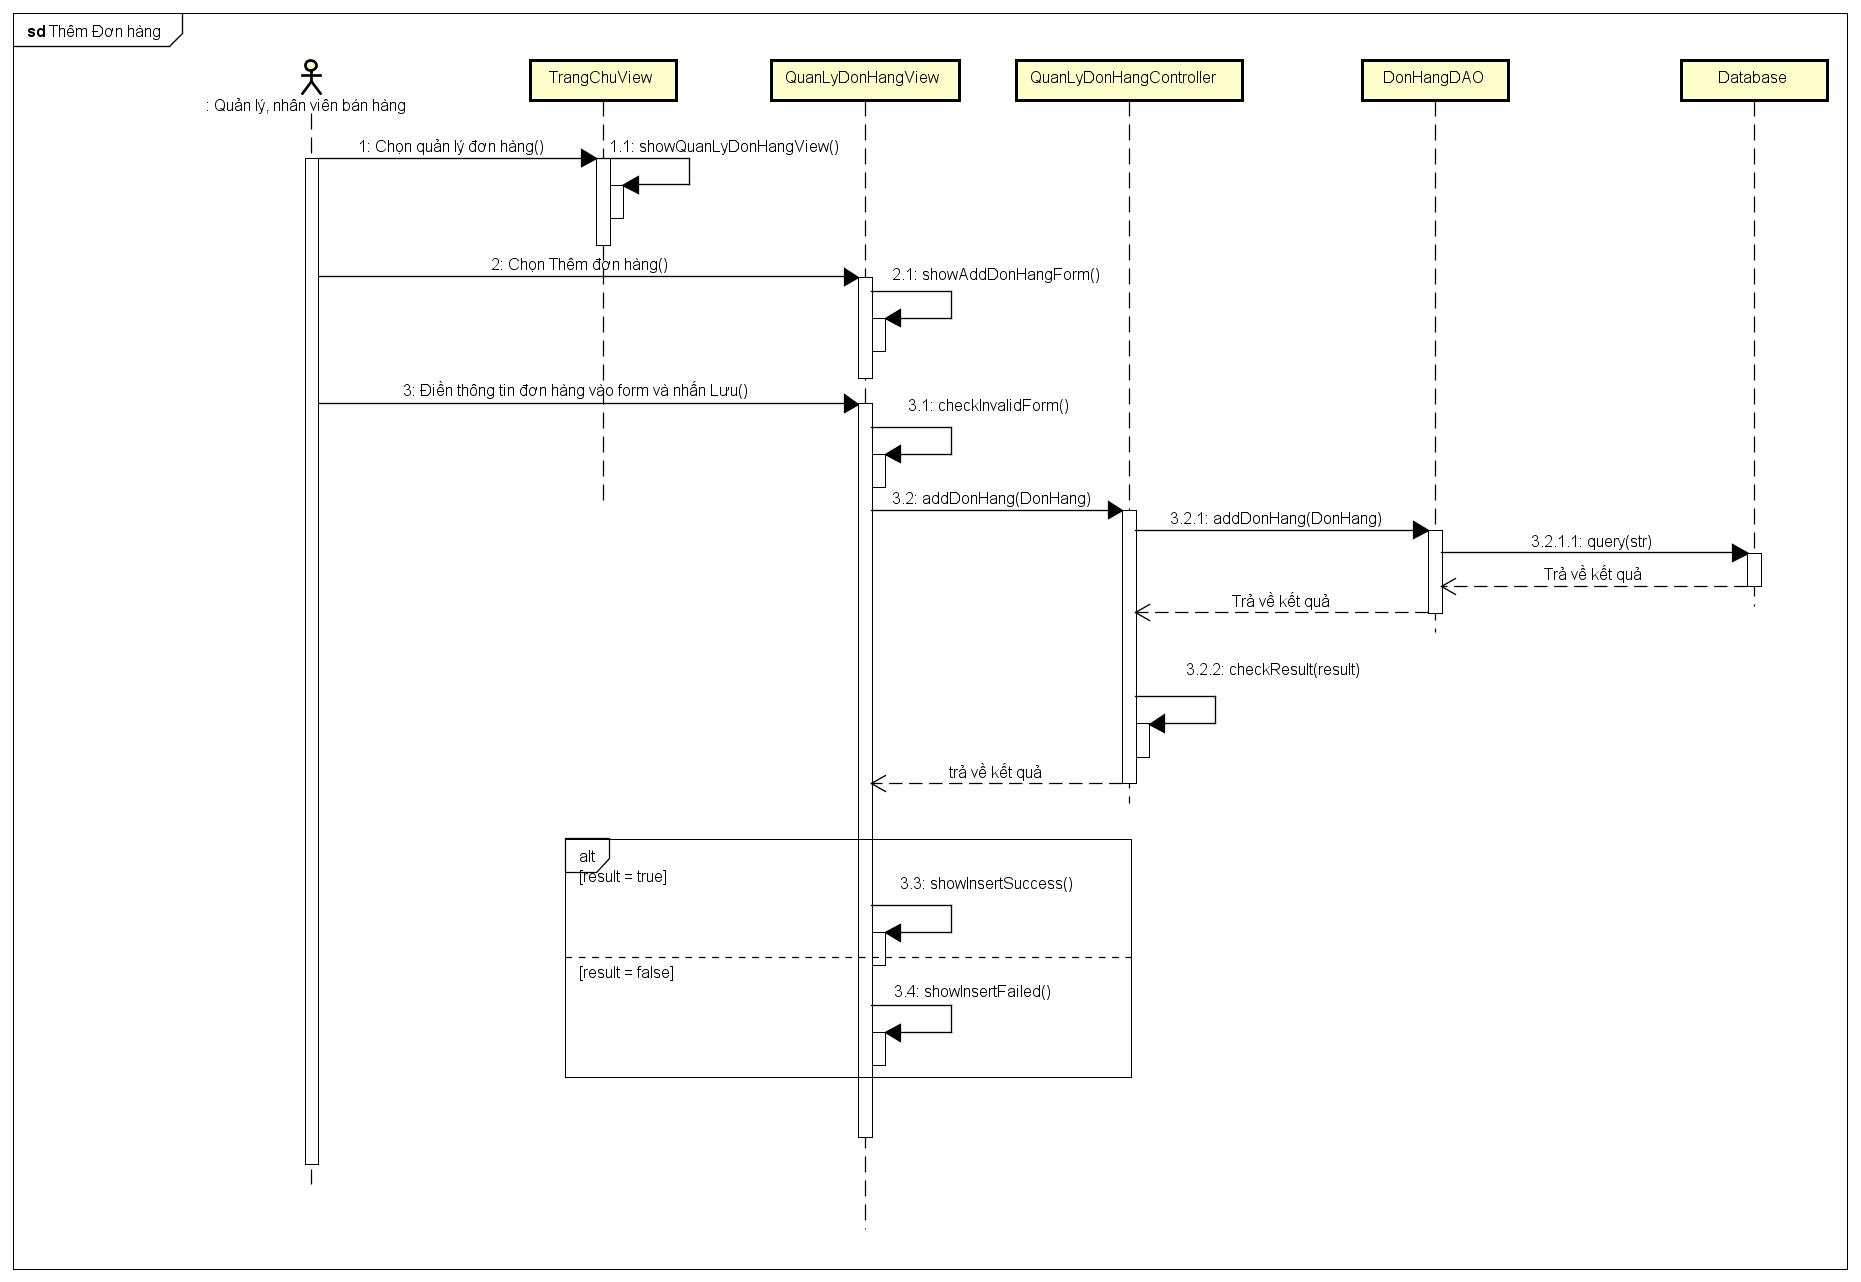 sd Thêm Đơn hàng
: Quản lý, nhân viên bán hàng
TrangChuView
QuanLyDonHangView
QuanLyDonHangController
DonHangDAO
Database
1: Chọn quản lý đơn hàng()
1.1: showQuanLyDonHangView()
2: Chọn Thêm đơn hàng()
2.1: showAddDonHangForm()
3: Điền thông tin đơn hàng vào form và nhấn Lưu()
3.1: checkInvalidForm()
3.2: addDonHang(DonHang)
3.2.1: addDonHang(DonHang)
3.2.1.1: query(str)
Trả về kết quả
Trả về kết quả
3.2.2: checkResult(result)
trả về kết quả
alt
[result = true]
3.3: showInsertSuccess()
[result = false]
3.4: showInsertFailed()